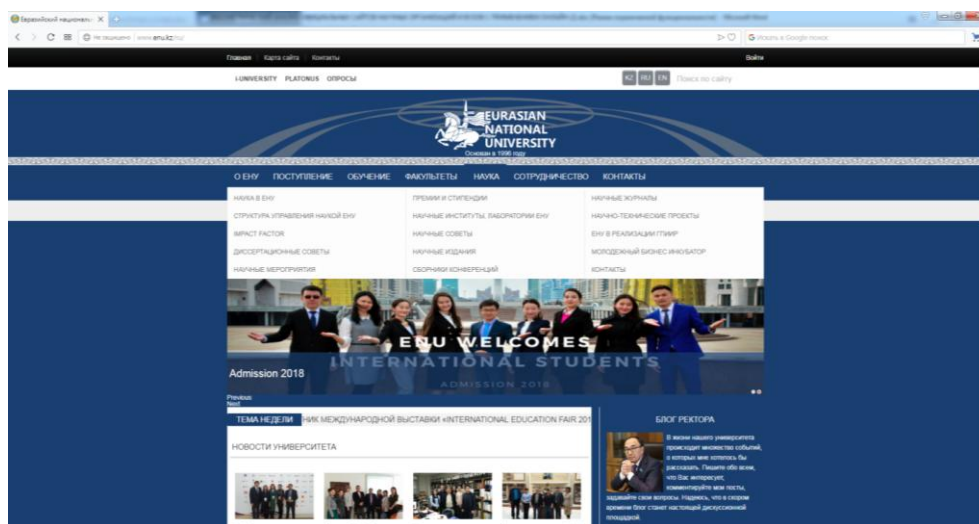 Евразийский национальн
Не защищено www.enu.kz/ru/
Искать в Google поиск
Главная Карта сайта Контакты Войти
I-UNIVERSITY PLATONUS ОПРОСЫ KZ RU EN Поиск по сайту
EURASIAN
NATIONAL
UNIVERSITY
Основан в 1996 году
О ЕНУ ПОСТУПЛЕНИЕ ОБУЧЕНИЕ ФАКУЛЬТЕТЫ НАУКА СОТРУДНИЧЕСТВО КОНТАКТЫ
НАУКА В ЕНУ ПРЕМИИ И СТИПЕНДИИ НАУЧНЫЕ ЖУРНАЛЫ
СТРУКТУРА УПРАВЛЕНИЯ НАУКОЙ ЕНУ НАУЧНЫЕ ИНСТИТУТЫ, ЛАБОРАТОРИИ ЕНУ НАУЧНО-ТЕХНИЧЕСКИЕ ПРОЕКТЫ
IMPACT FACTOR НАУЧНЫЕ СОВЕТЫ ЕНУ В РЕАЛИЗАЦИИ ГПИИР
ДИССЕРТАЦИОННЫЕ СОВЕТЫ НАУЧНЫЕ ИЗДАНИЯ МОЛОДЕЖНЫЙ БИЗНЕС ИНКУБАТОР
НАУЧНЫЕ МЕРОПРИЯТИЯ СБОРНИКИ КОНФЕРЕНЦИЙ КОНТАКТЫ
ENU WELCOMES
INTERNATIONAL STUDENTS
ADMISSION 2018
Admission 2018
Previous
Next
ТЕМА НЕДЕЛИ НИК МЕЖДУНАРОДНОЙ ВЫСТАВКИ «INTERNATIONAL EDUCATION FAIR 201
НОВОСТИ УНИВЕРСИТЕТА
БЛОГ РЕКТОРА
В жизни нашего университета
происходит множество событий,
о которых мне хотелось бы
рассказать. Пишите обо всем,
что Вас интересует,
комментируйте мои посты,
задавайте свои вопросы. Надеюсь, что в скором
времени блог станет настоящей дискуссионной
площадкой.